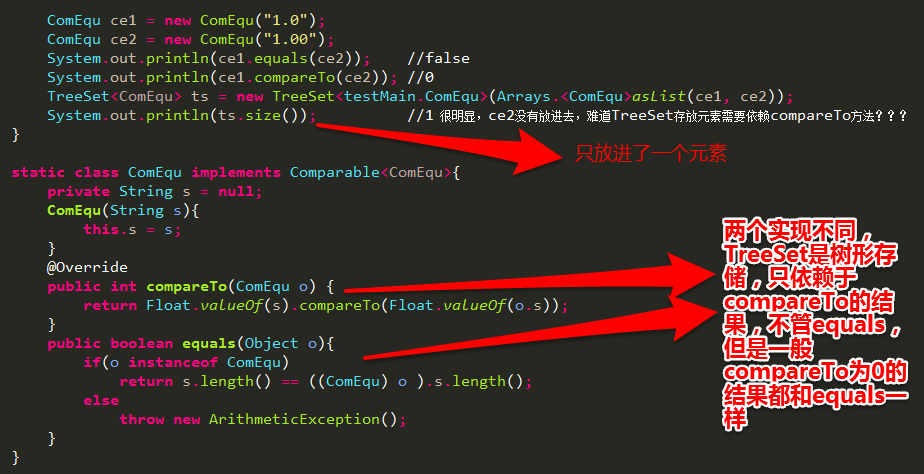 ComEqu ce1 = new ComEqu("1.0");
ComEqu ce2 = new ComEqu("1.00");
System.out.println(ce1.equals(ce2)); //false
System.out.println(ce1.compareTo(ce2)); //0
TreeSet<ComEqu> ts = new TreeSet<testMain.ComEqu>(Arrays.<ComEqu>asList(ce1, ce2));
System.out.println(ts.size()); //1 很明显，ce2没有放进去，难道TreeSet存放元素需要依赖compareTo方法？？？
}
只放进了一个元素
static class ComEqu implements Comparable<ComEqu>{
private String s = null;
ComEqu(String s){
this.s = s;
}
@Override
public int compareTo(ComEqu o) {
return Float.valueOf(s).compareTo(Float.valueOf(o.s));
}
public boolean equals(Object o){
if(o instanceof ComEqu)
return s.length() == ((ComEqu) o ).s.length();
else
throw new ArithmeticException();
}
}
两个实现不同，
TreeSet是树形存
储，只依赖于
compareTo的结
果，不管equals，
但是一般
compareTo为0的
结果都和equals一
样